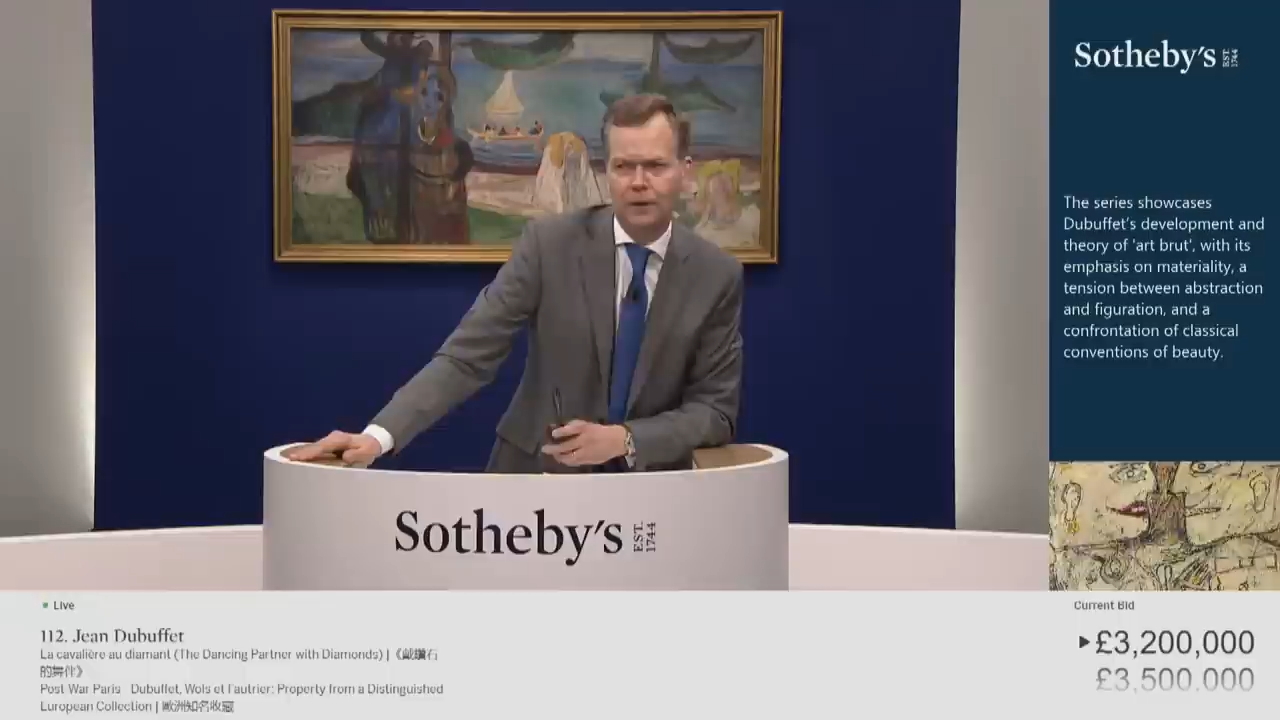 Sotheby's EST. 1744
The series showcases
Dubuffet's development and
theory of 'art brut', with its
emphasis on materiality, a
tension between abstraction
and figuration, and a
confrontation of classical
conventions of beauty.
Sotheby's EST. 1744
Live
112. Jean Dubuffet
La cavalière au diamant (The Dancing Partner with Diamonds) | 《戴鑽石
的舞伴》
Post War Paris - Dubuffet, Wols et Fautrier: Property from a Distinguished
European Collection | 歐洲知名收藏
Current Bid
£3,200,000
£3,500,000